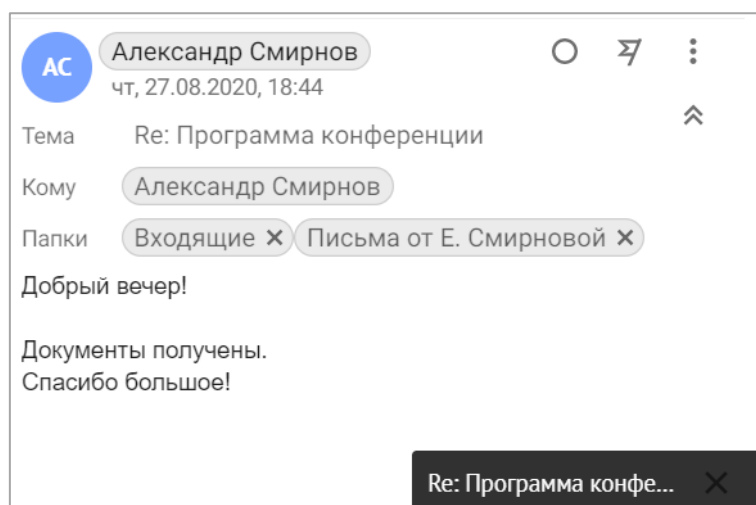 АС Александр Смирнов
чт, 27.08.2020, 18:44
Тема Re: Программа конференции
Кому Александр Смирнов
Папки Входящие Письма от Е. Смирновой
Добрый вечер!
Документы получены.
Спасибо большое!
Re: Программа конфе...